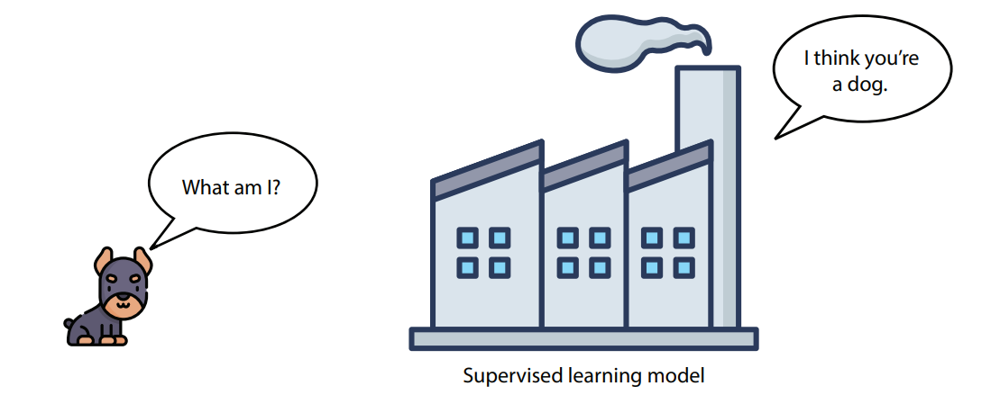 What am I?
I think you're
a dog.
Supervised learning model